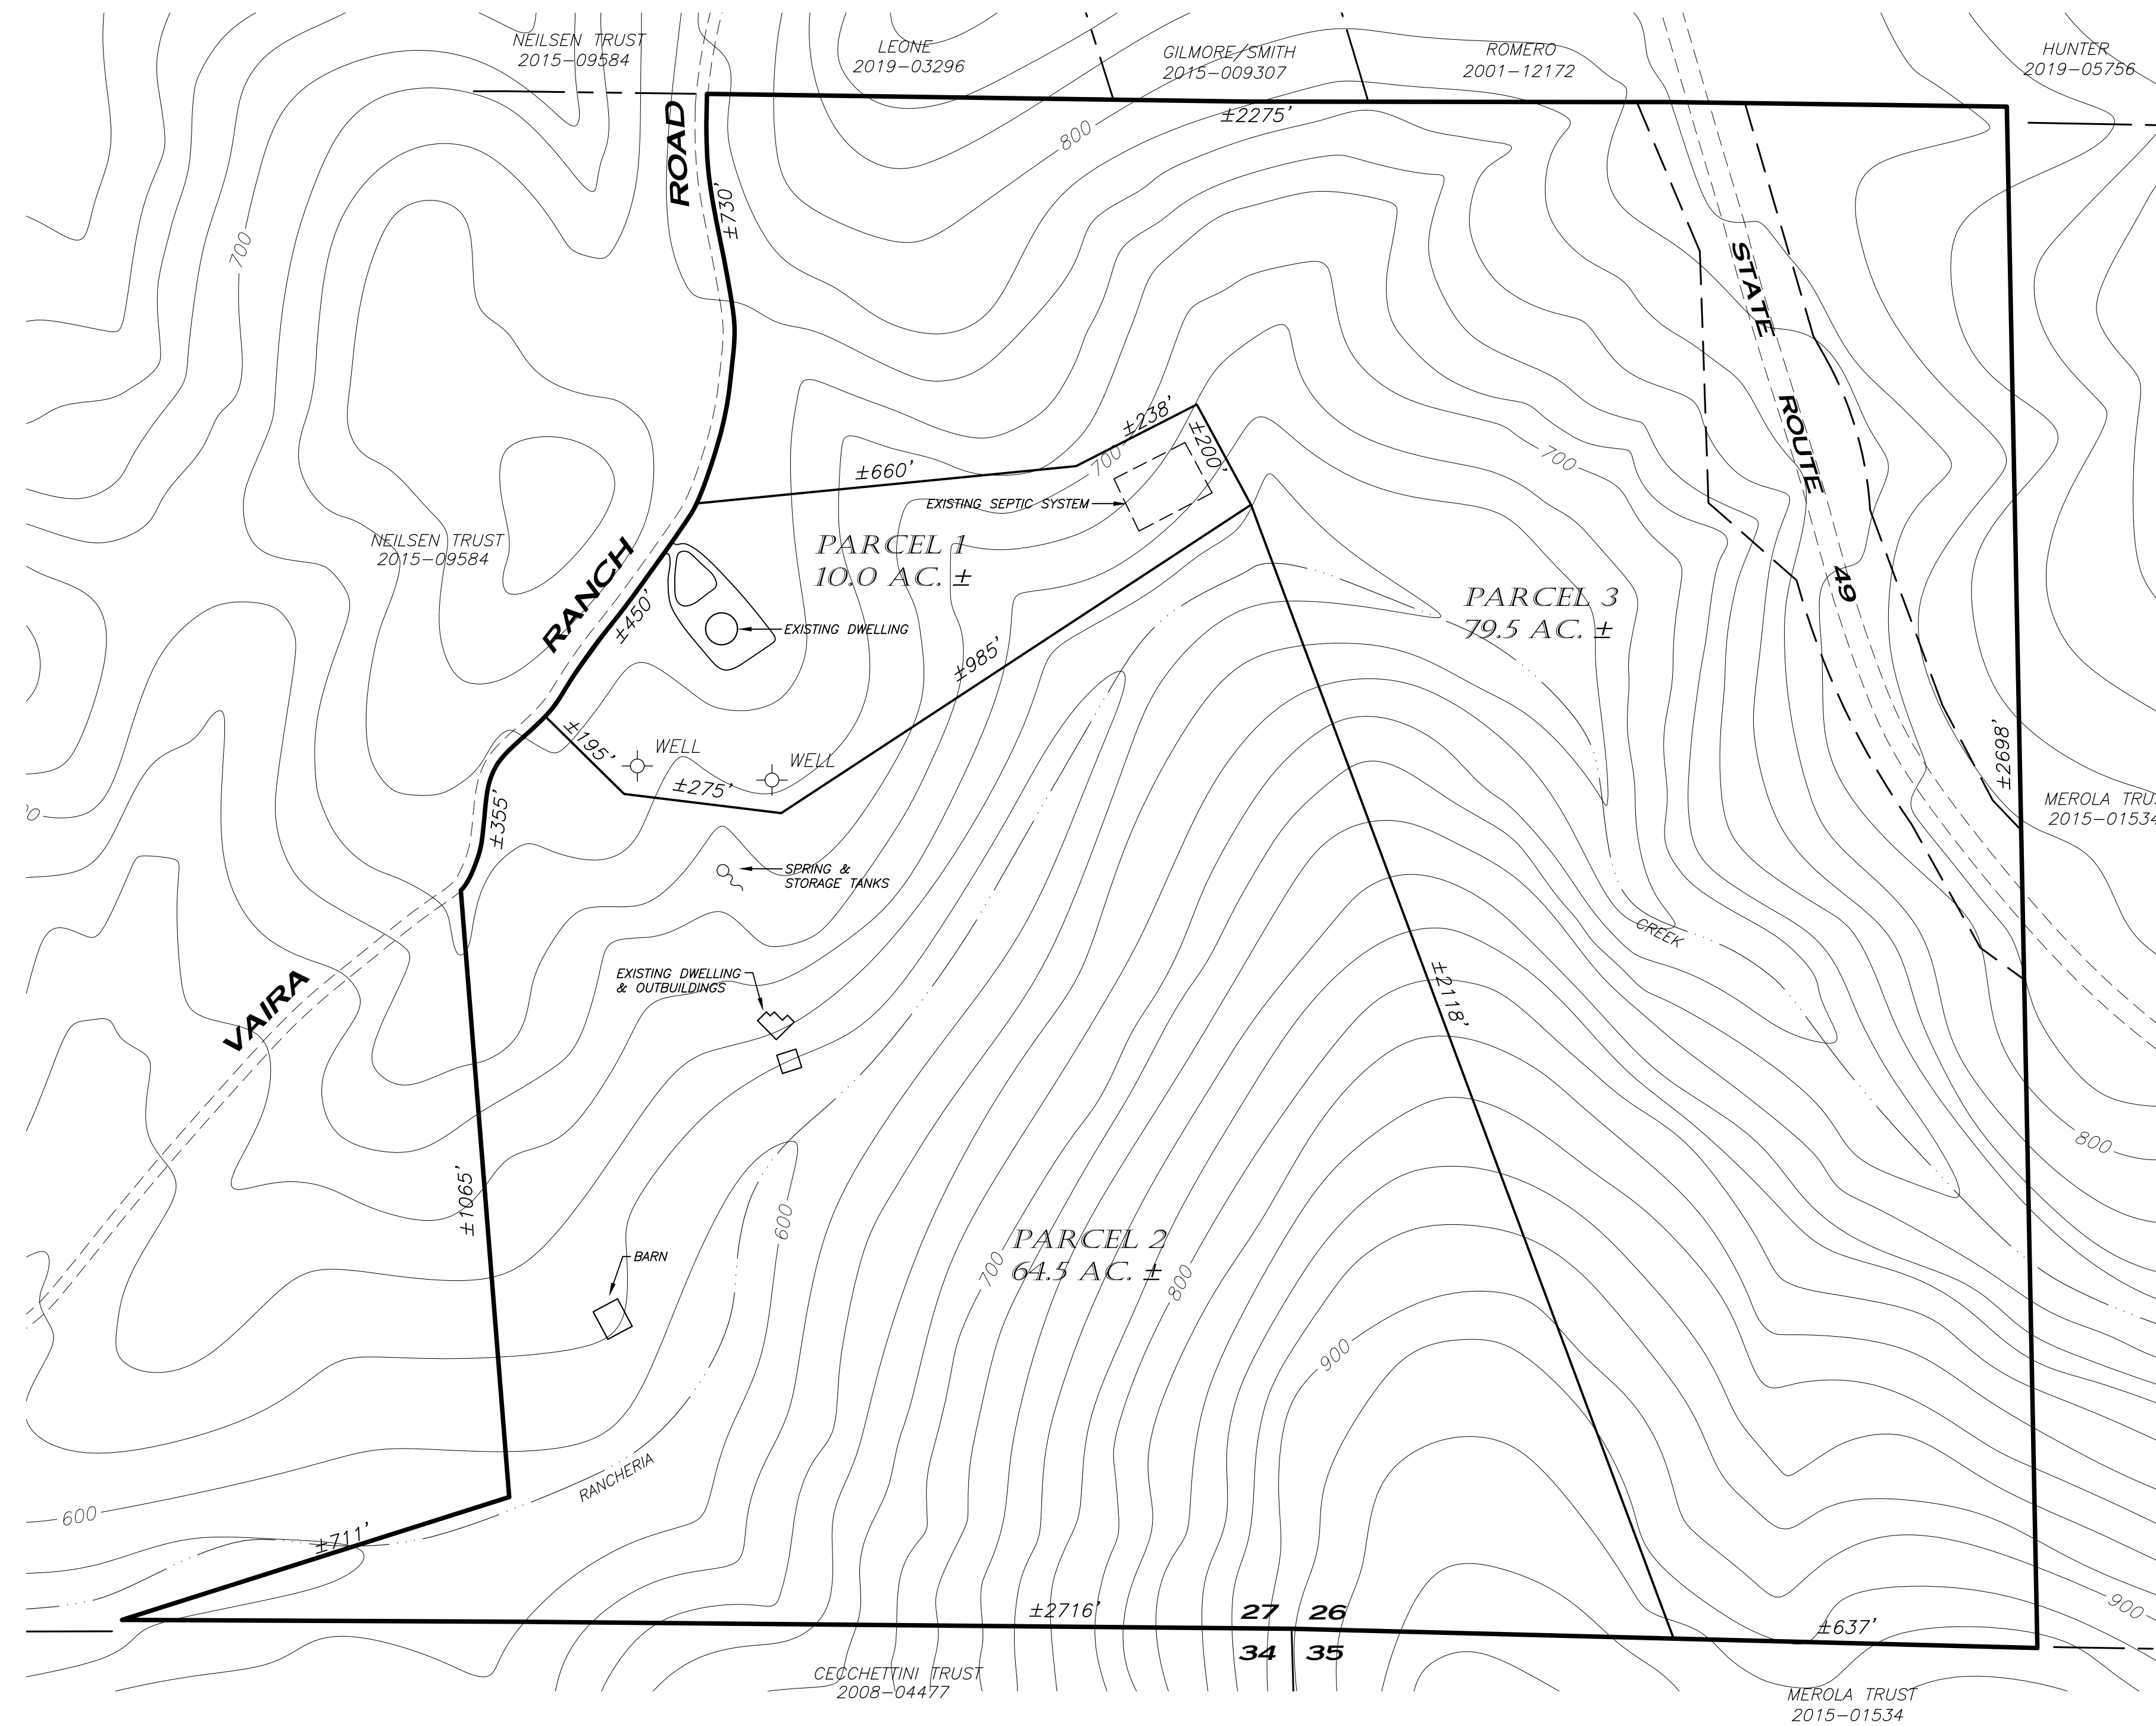 NEILSEN TRUST
2015-09584
LEONE
2019-03296
GILMORE/SMITH
2015-009307
ROMERO
2001-12172
HUNTER
2019-05756
±2275'
800
ROAD
±730'
700
STATE
ROUTE
49
±238'
±200'
700
700
±660'
EXISTING SEPTIC SYSTEM
NEILSEN TRUST
2015-09584
PARCEL 1
10.0 AC. ±
RANCH
±450'
EXISTING DWELLING
PARCEL 3
79.5 AC. ±
±985'
±195'
WELL
WELL
±275'
±2698'
MEROLA TRUS
2015-01534
±355'
SPRING &
STORAGE TANKS
CREEK
VAIRA
EXISTING DWELLING
& OUTBUILDINGS
±2118'
800
±1065'
600
PARCEL 2
64.5 AC. ±
700
800
BARN
900
RANCHERIA
600
±711'
±2716'
27 26
34 35
±637'
900
CECCHETTINI TRUST
2008-04477
MEROLA TRUST
2015-01534